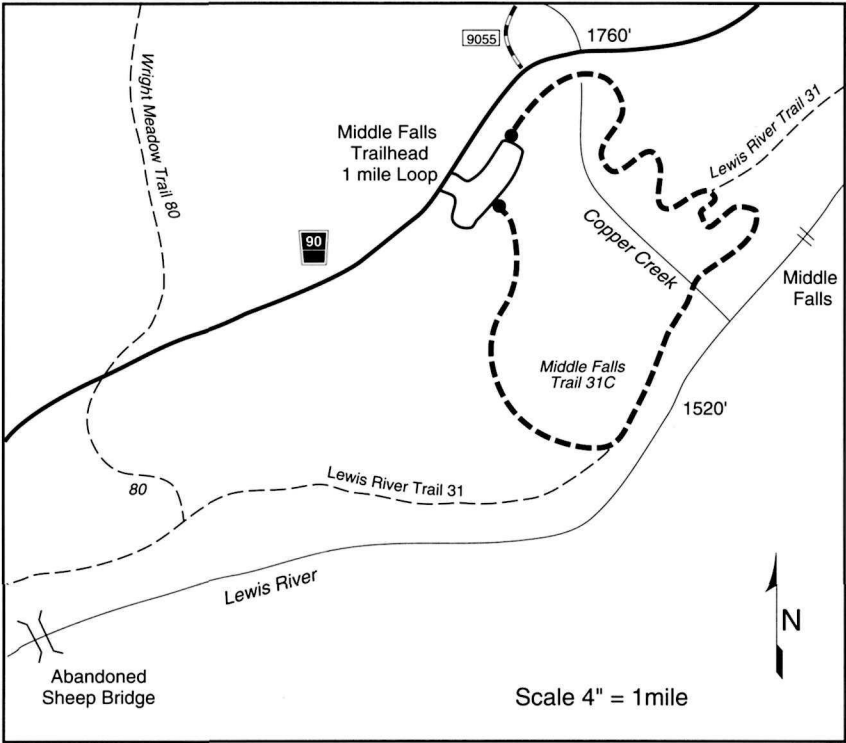 9055
1760'
Wright Meadow Trail 80
Middle Falls
Trailhead
1 mile Loop
Lewis River Trail 31
90
Copper Creek
Middle
Falls
Middle Falls
Trail 31C
1520'
80
Lewis River Trail 31
Lewis River
N
Abandoned
Sheep Bridge
Scale 4" = 1mile